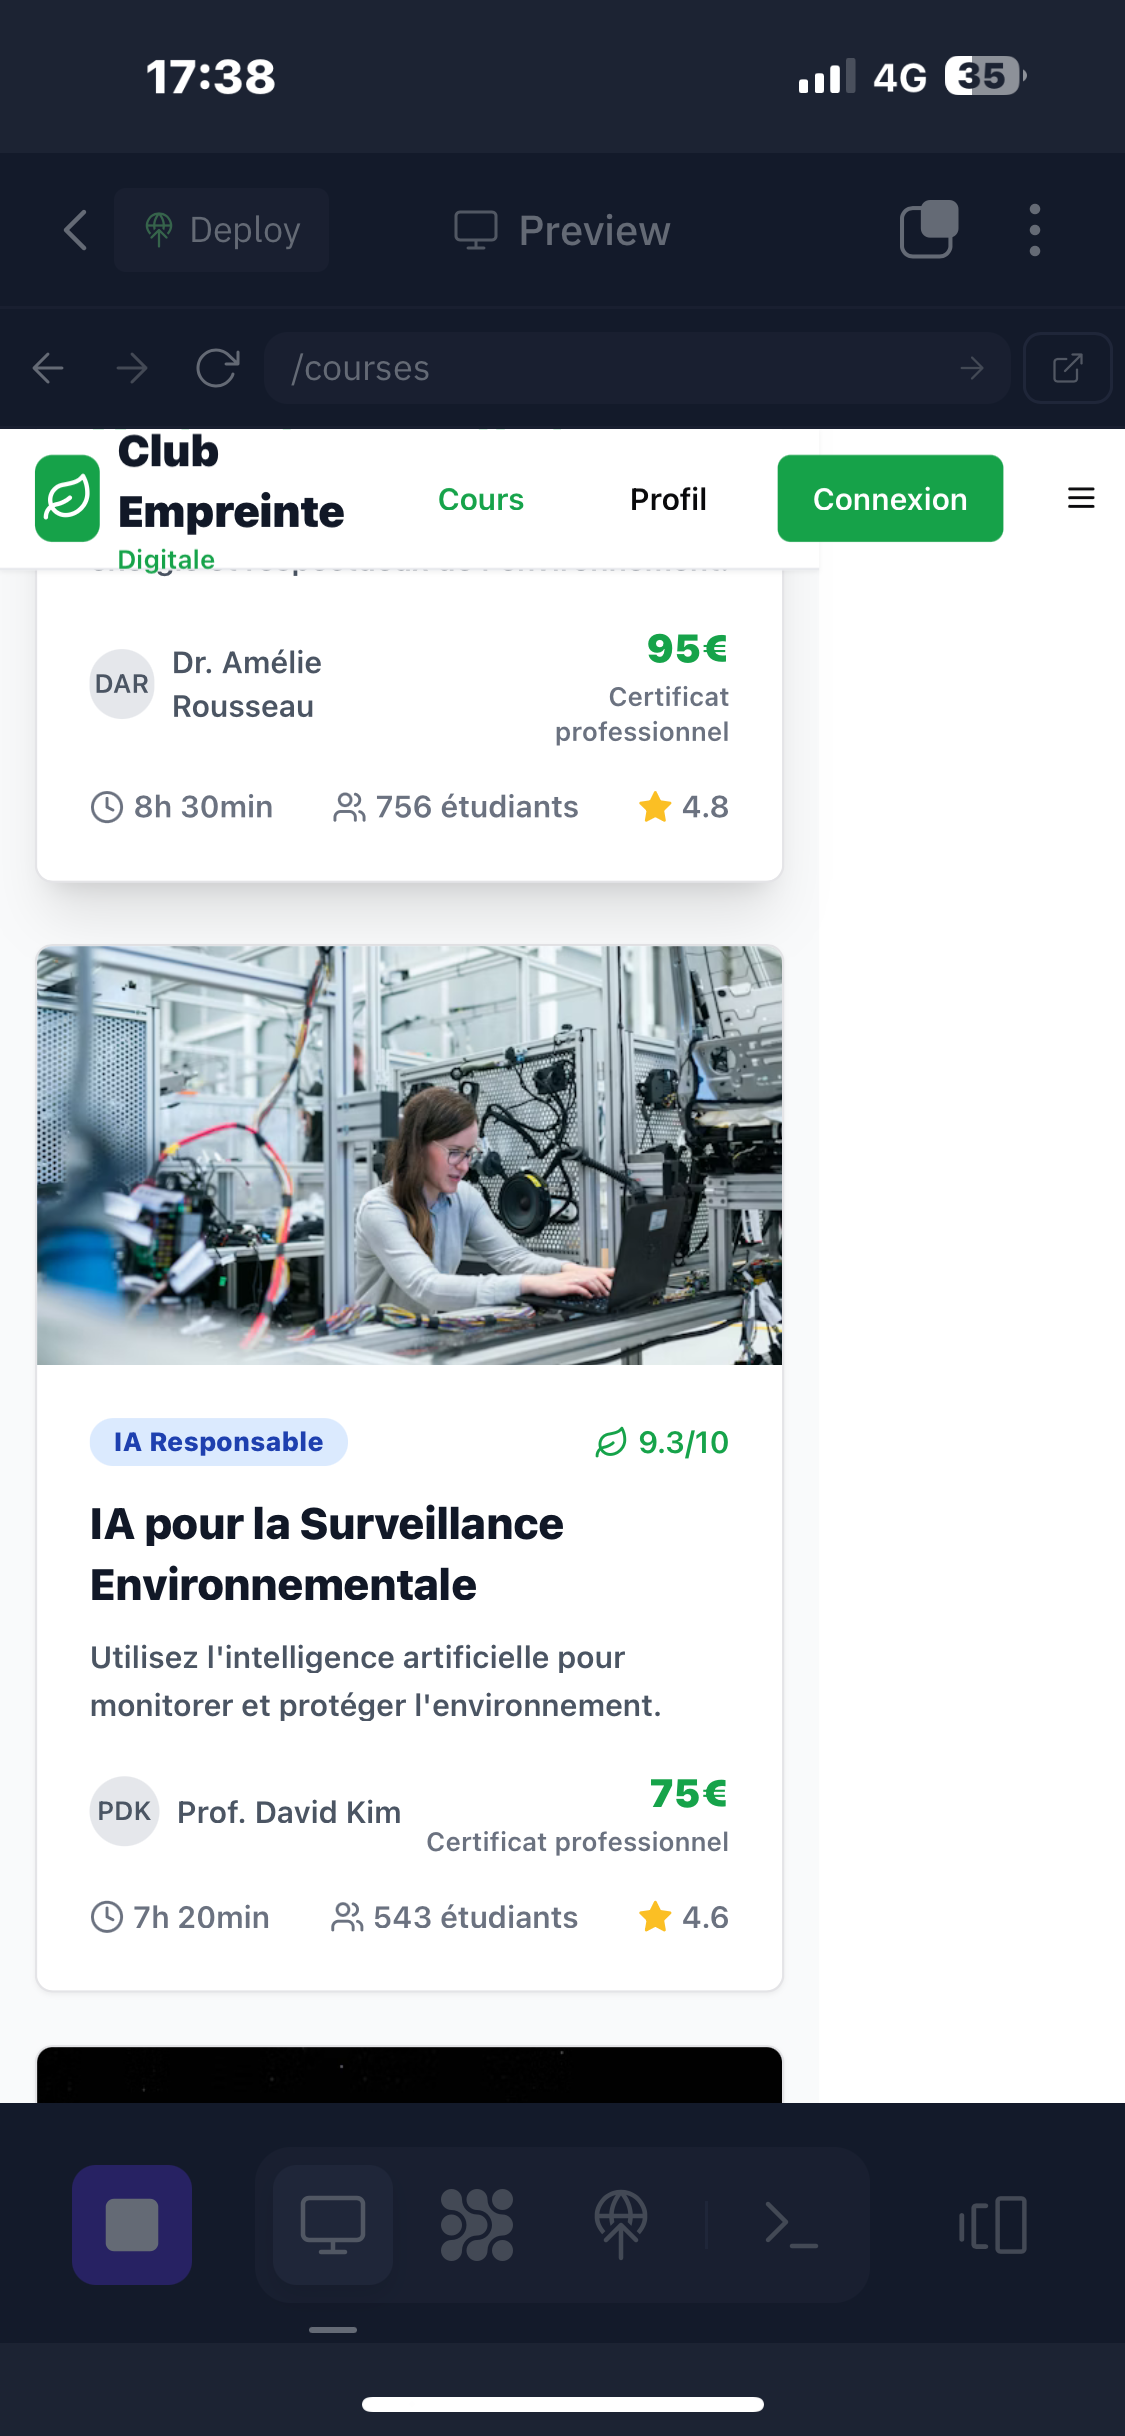 17:38
4G 35
Deploy
Preview
/courses
Club
Empreinte
Digitale
Cours
Profil
Connexion
DAR
Dr. Amélie
Rousseau
95€
Certificat
professionnel
8h 30min
756 étudiants
4.8
IA Responsable
9.3/10
IA pour la Surveillance
Environnementale
Utilisez l'intelligence artificielle pour
monitorer et protéger l'environnement.
PDK
Prof. David Kim
75€
Certificat professionnel
7h 20min
543 étudiants
4.6